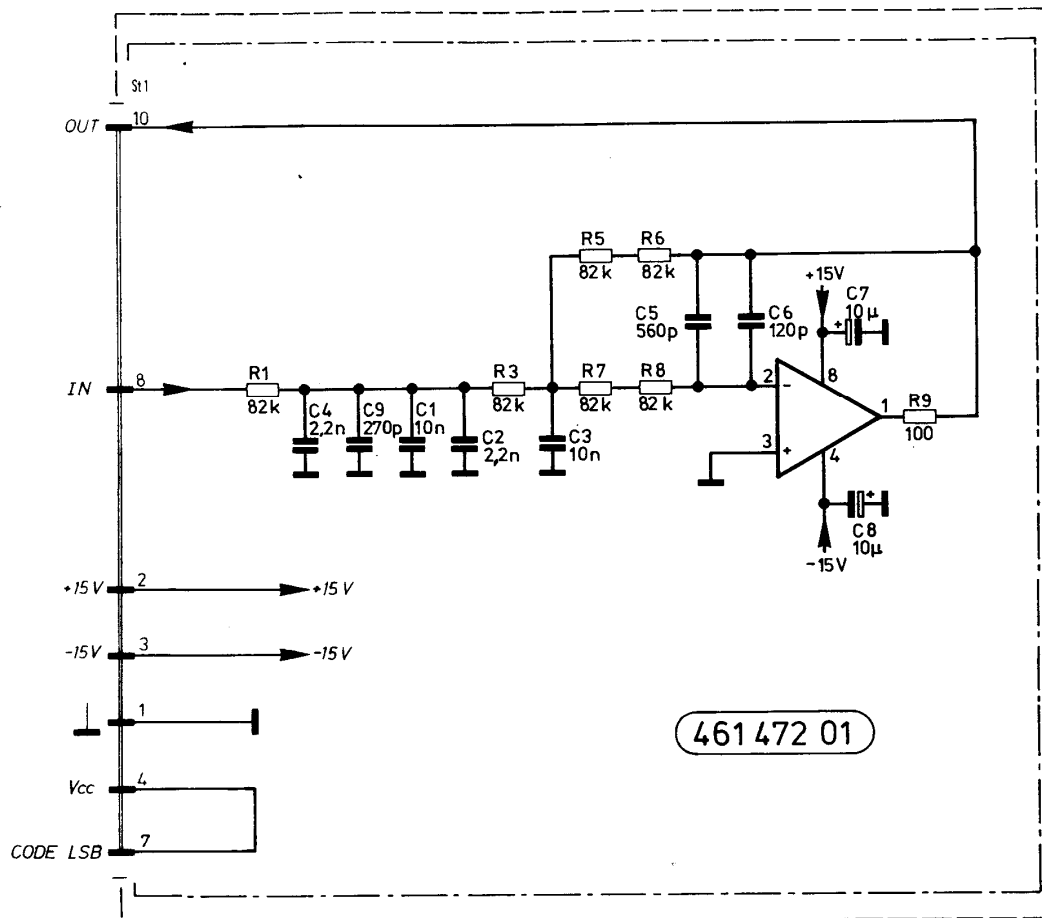 St1
OUT
10
R5
R6
82k
82k
+15V
C7
10µ
+
C5
560p
C6
120p
IN
8
R1
82k
R3
82k
R7
82k
R8
82k
2
-
8
1
R9
100
C4
2,2n
C9
270p
C1
10n
C2
2,2n
C3
10n
3
+
4
+
C8
10µ
-15V
+15V
2
+15V
-15V
3
-15V
1
461 472 01
Vcc
4
CODE LSB
7